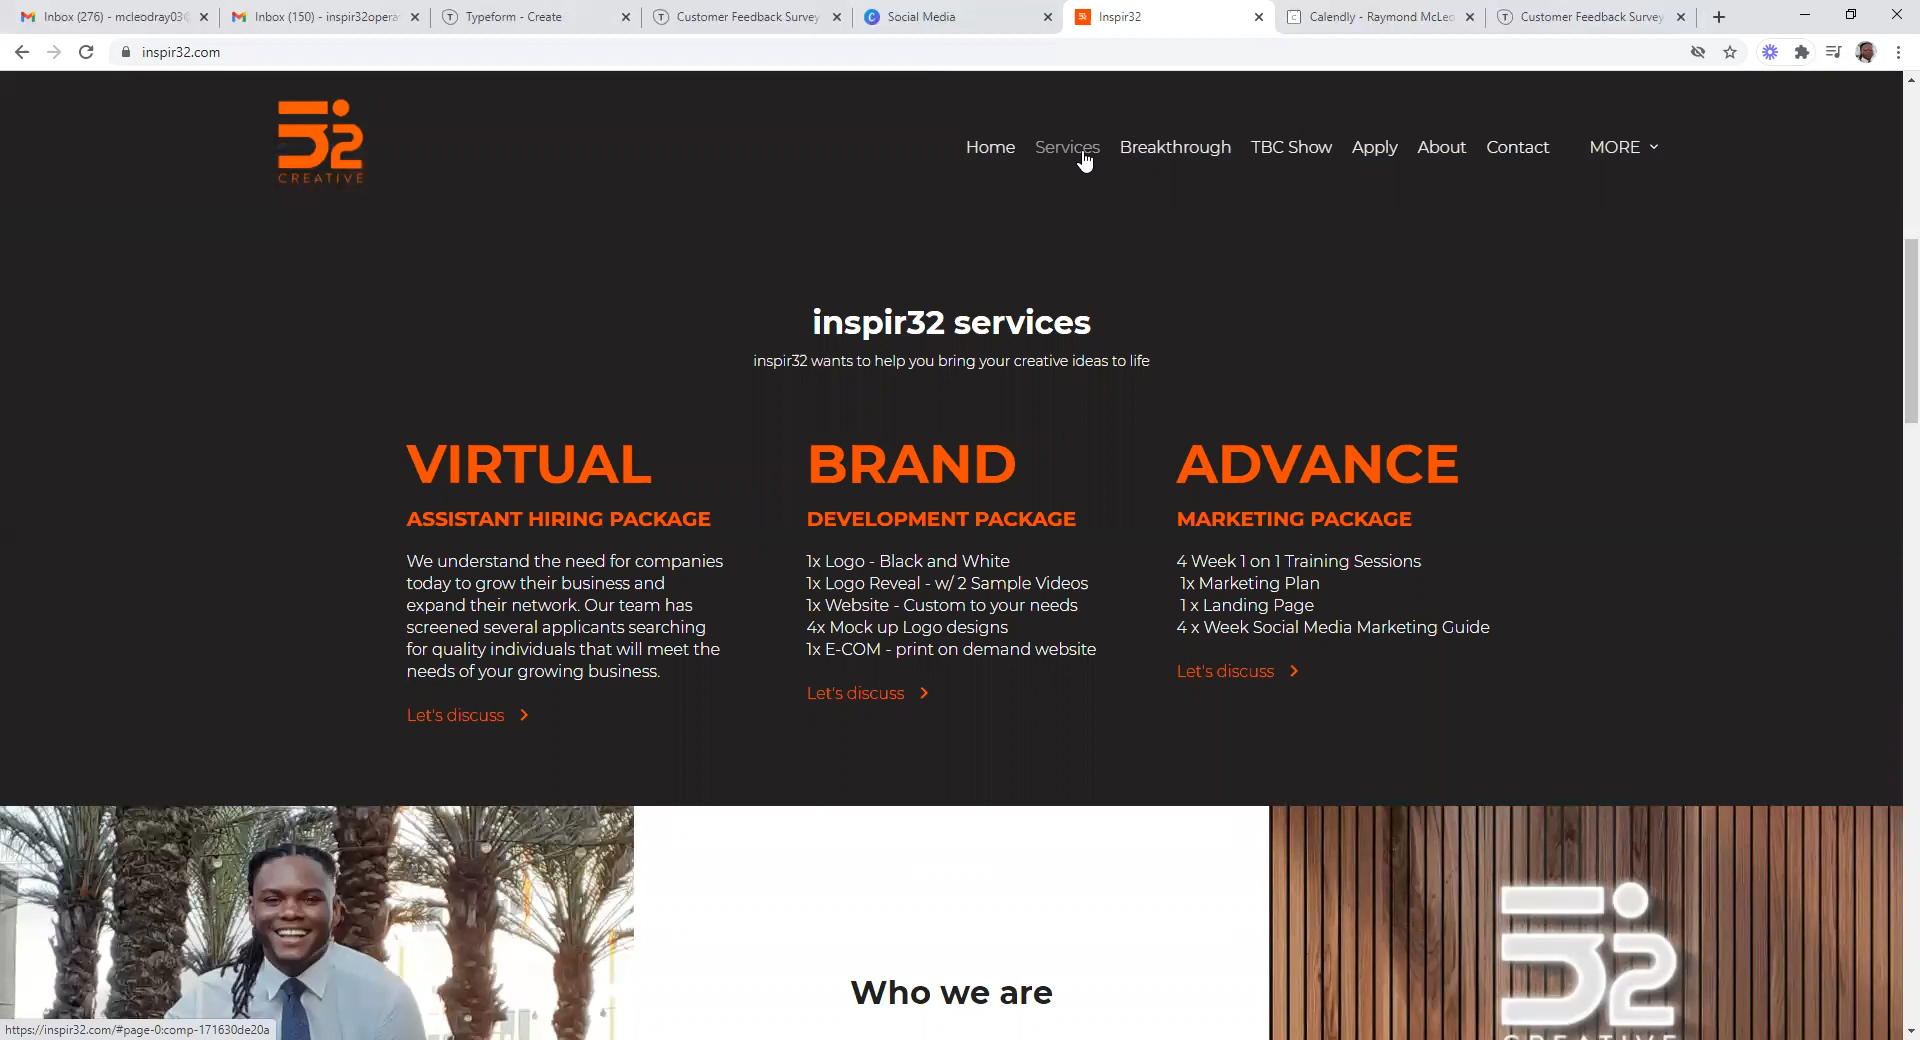 Inbox (276) - mcleodray03@
Inbox (150) - inspir32opera
Typeform - Create
Customer Feedback Survey
Social Media
Inspir32
Calendly - Raymond McLeo
Customer Feedback Survey
inspir32.com
CREATIVE
Home
Services
Breakthrough
TBC Show
Apply
About
Contact
MORE
inspir32 services
inspir32 wants to help you bring your creative ideas to life
VIRTUAL
ASSISTANT HIRING PACKAGE
We understand the need for companies
today to grow their business and
expand their network. Our team has
screened several applicants searching
for quality individuals that will meet the
needs of your growing business.
Let's discuss
BRAND
DEVELOPMENT PACKAGE
1x Logo - Black and White
1x Logo Reveal - w/ 2 Sample Videos
1x Website - Custom to your needs
4x Mock up Logo designs
1x E-COM - print on demand website
Let's discuss
ADVANCE
MARKETING PACKAGE
4 Week 1 on 1 Training Sessions
1x Marketing Plan
1 x Landing Page
4 x Week Social Media Marketing Guide
Let's discuss
Who we are
32
CREATIVE
https://inspir32.com/#page-0:comp-171630de20a